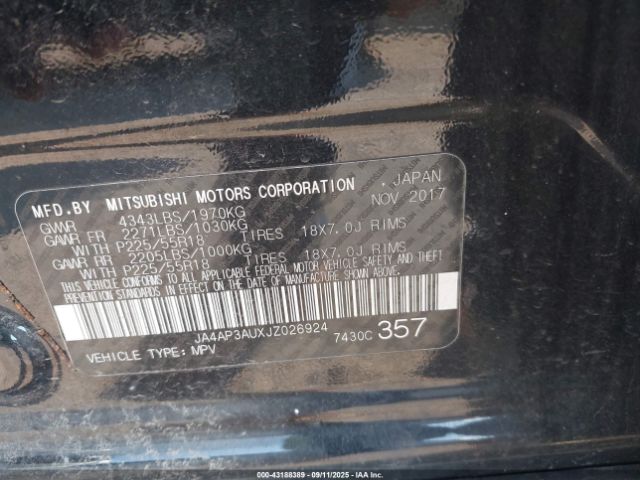 MFD.BY MITSUBISHI MOTORS CORPORATION , JAPAN
GVWR 4343LBS/1970KG NOV 2017
GAWR FR 2271LBS/1030KG TIRES 18X7.0J RIMS
WITH P225/55R18
GAWR RR 2205LBS/1000KG TIRES 18X7.0J RIMS
WITH P225/55R18
THIS VEHICLE CONFORMS TO ALL APPLICABLE FEDERAL MOTOR VEHICLE SAFETY AND THEFT
PREVENTION STANDARDS IN EFFECT ON THE DATE OF MANUFACTURE SHOWN ABOVE.
JA4AP3AUXJZ026924 7430C 357
VEHICLE TYPE: MPV
000-43188389 - 09/11/2025 - IAAI.COM